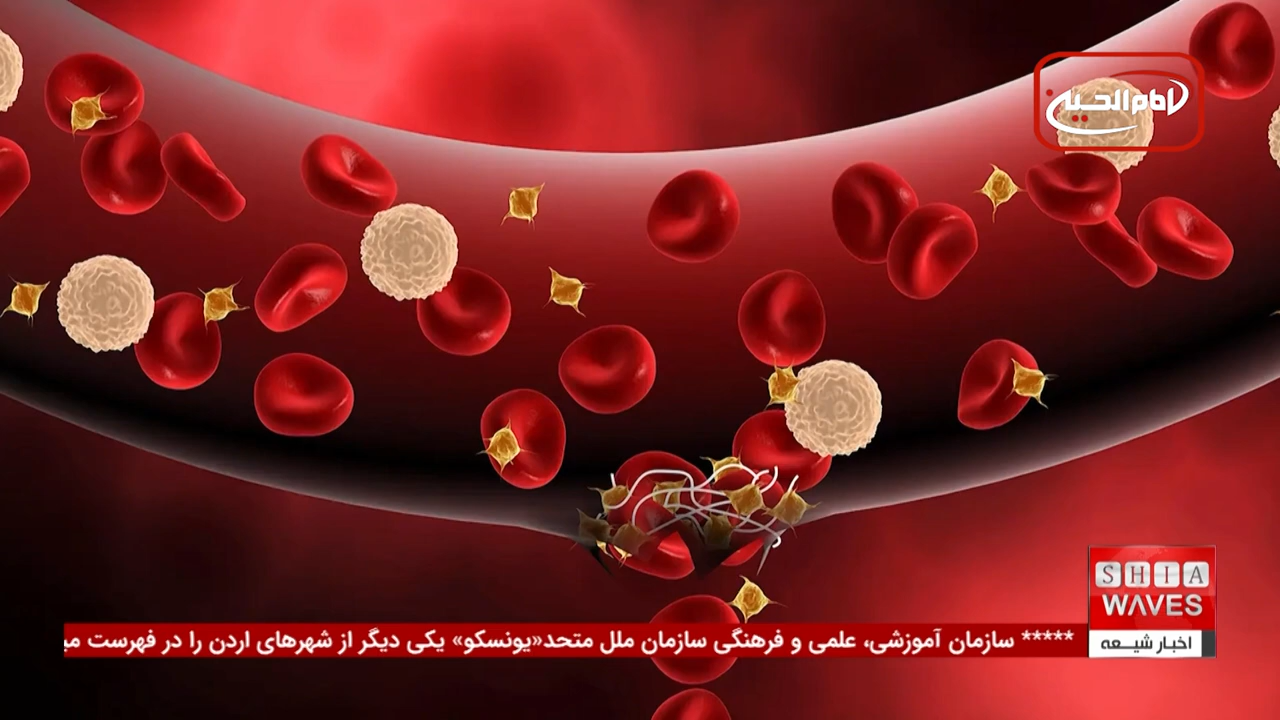 امام الحسین
SHIA
WAVES
***** سازمان آموزشی، علمی و فرهنگی سازمان ملل متحد«یونسکو» یکی دیگر از شهرهای اردن را در فهرست
اخبار شیعه